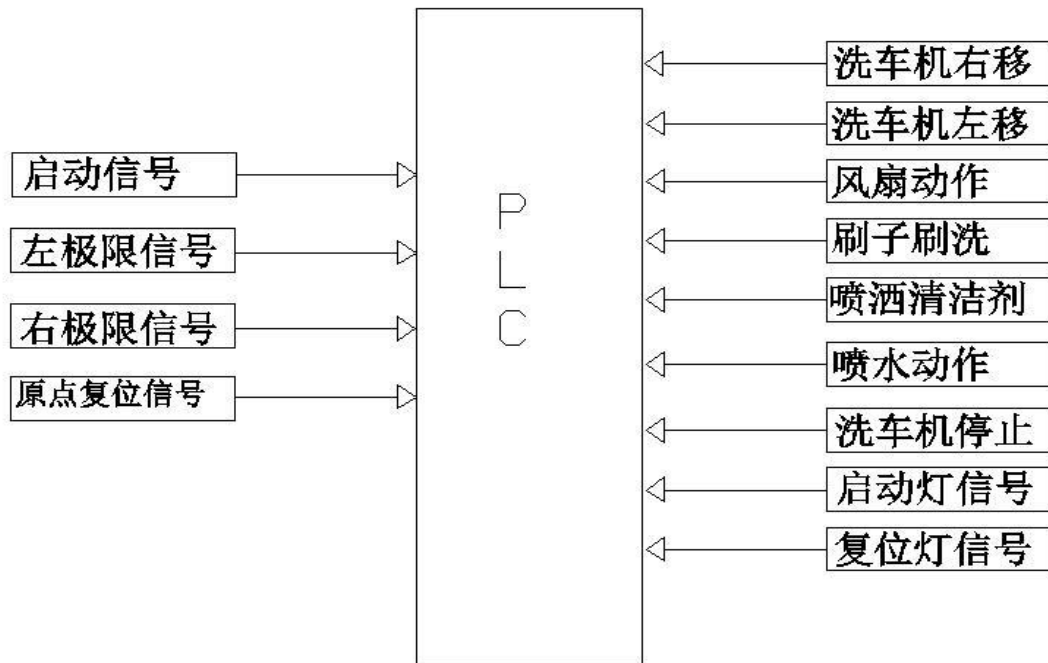 启动信号
左极限信号
右极限信号
原点复位信号
PLC
洗车机右移
洗车机左移
风扇动作
刷子刷洗
喷洒清洁剂
喷水动作
洗车机停止
启动灯信号
复位灯信号